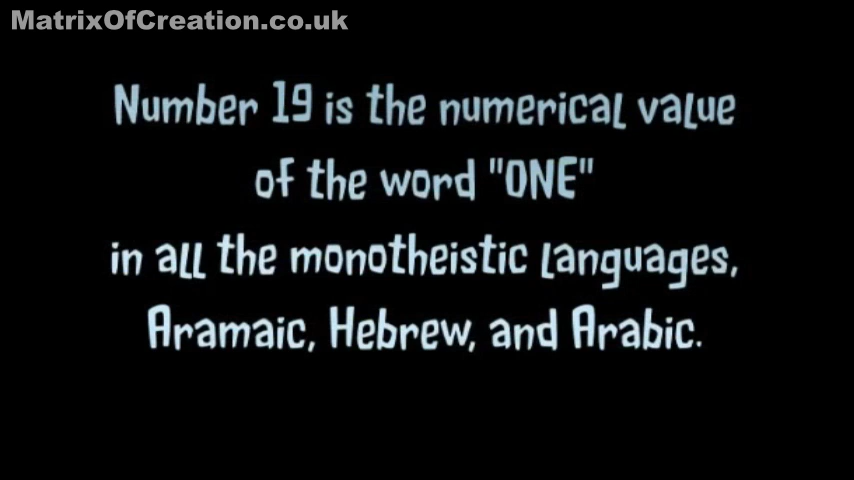 MatrixOfCreation.co.uk
Number 19 is the numerical value
of the word "ONE"
in all the monotheistic languages,
Aramaic, Hebrew, and Arabic.